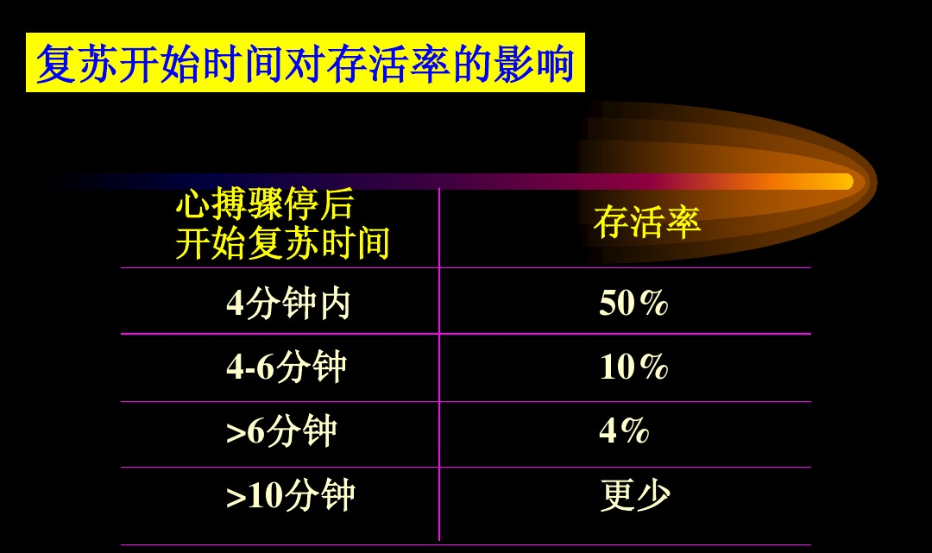 复苏开始时间对存活率的影响
心搏骤停后
开始复苏时间
存活率
4分钟内 50%
4-6分钟 10%
>6分钟 4%
>10分钟 更少